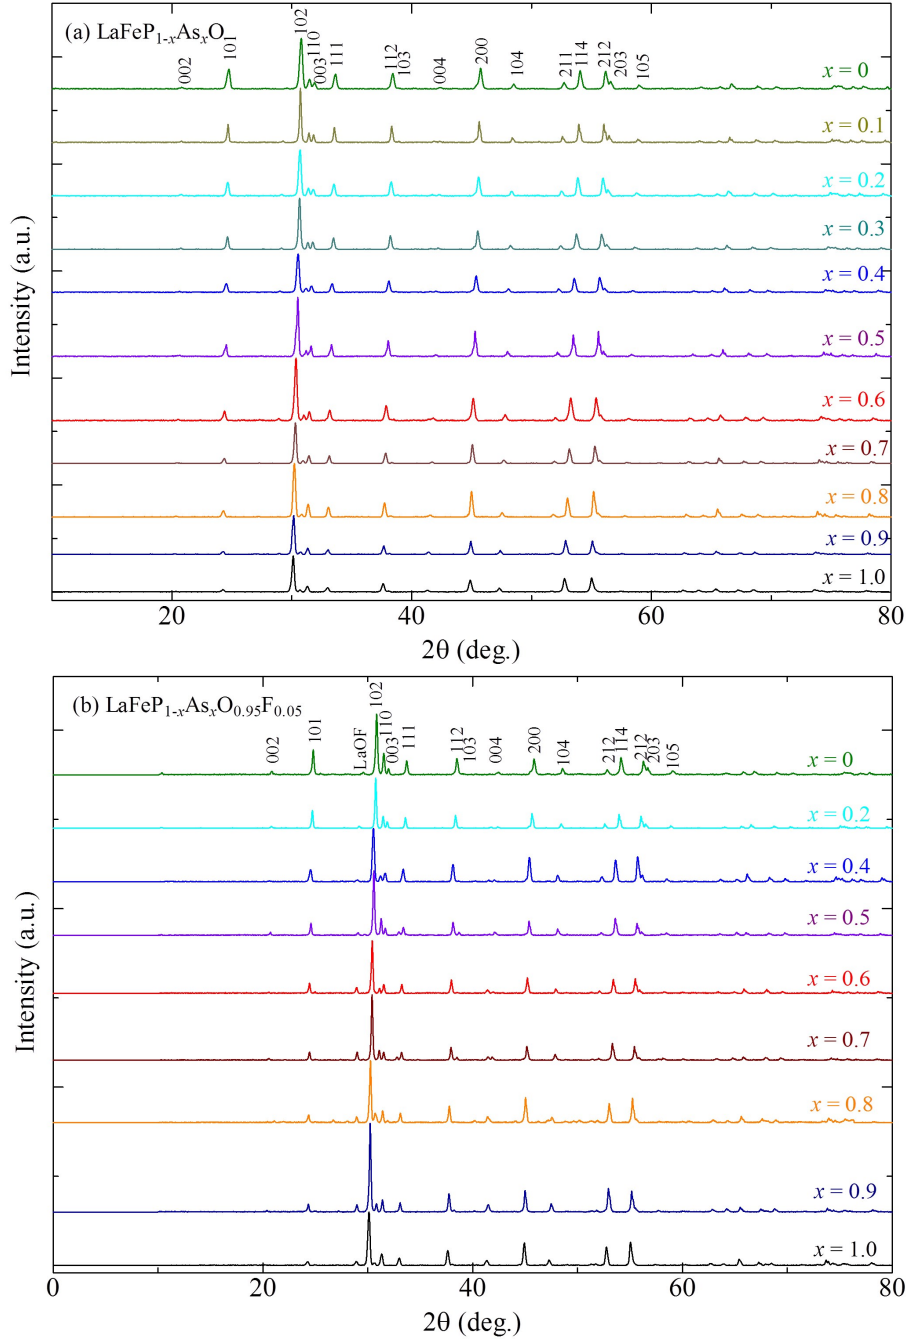 (a) LaFeP1-xAsxO
002
101
102
110
003
111
112
103
004
200
104
211
114
212
203
105
x = 0
x = 0.1
x = 0.2
x = 0.3
x = 0.4
x = 0.5
x = 0.6
x = 0.7
x = 0.8
x = 0.9
x = 1.0
Intensity (a.u.)
20
40
60
80
2θ (deg.)
(b) LaFeP1-xAsxO0.95F0.05
002
101
LaOF
102
110
003
111
112
103
004
200
104
212
114
212
203
105
x = 0
x = 0.2
x = 0.4
x = 0.5
x = 0.6
x = 0.7
x = 0.8
x = 0.9
x = 1.0
Intensity (a.u.)
0
20
40
60
80
2θ (deg.)